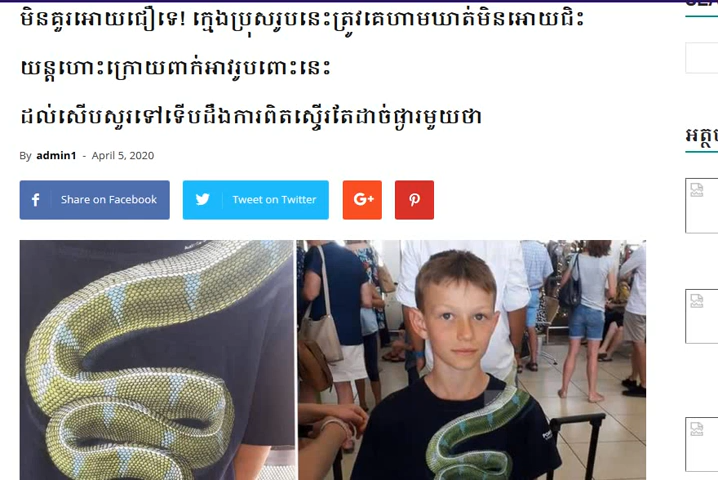 មិនគួរអោយជឿទេ! ក្មេងប្រុសរូបនេះត្រូវគេហាមឃាត់មិនអោយជិះ
យន្តហោះក្រោយពាក់អាវរូបពោះនេះ
ដល់សើបសួរទៅទើបដឹងការពិតស្ទើរតែដាច់ផ្ងារមួយថា
By admin1 - April 5, 2020
Share on Facebook
Tweet on Twitter
G+